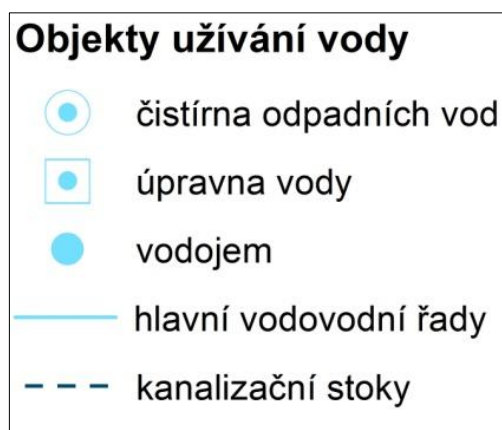 Objekty užívání vody
čistírna odpadních vod
úpravna vody
vodojem
hlavní vodovodní řady
kanalizační stoky